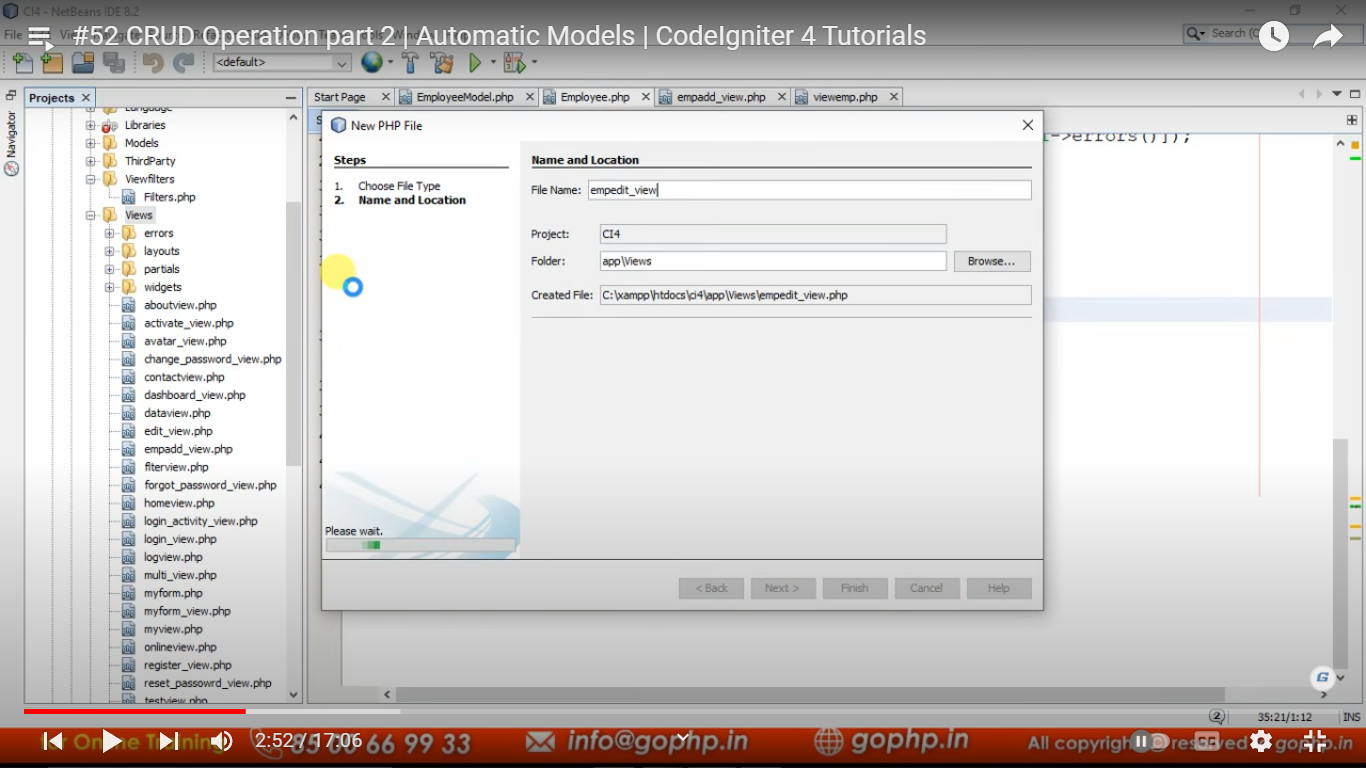 CI4 - NetBeans IDE 8.2
#52 CRUD Operation part 2 | Automatic Models | CodeIgniter 4 Tutorials
File
Search (C
<default>
Projects
Navigator
Start Page
EmployeeModel.php
Employee.php
empadd_view.php
viewemp.php
Language
Libraries
Models
ThirdParty
Viewfilters
Filters.php
Views
errors
layouts
partials
widgets
aboutview.php
activate_view.php
avatar_view.php
change_password_view.php
contactview.php
dashboard_view.php
dataview.php
edit_view.php
empadd_view.php
flterview.php
forgot_password_view.php
homeview.php
login_activity_view.php
login_view.php
logview.php
multi_view.php
myform.php
myform_view.php
myview.php
onlineview.php
register_view.php
reset_passowrd_view.php
testview.php
New PHP File
Steps
1. Choose File Type
2. Name and Location
Please wait.
Name and Location
File Name: empedit_view
Project: CI4
Folder: app\Views
Browse...
Created File: C:\xampp\htdocs\ci4\app\Views\empedit_view.php
< Back
Next >
Finish
Cancel
Help
->errors()]);
G
2
35:21/1:12
INS
for Online Training
85 00 66 99 33
2:52 / 17:06
info@gophp.in
gophp.in
All copyright reserved gophp.in
CC